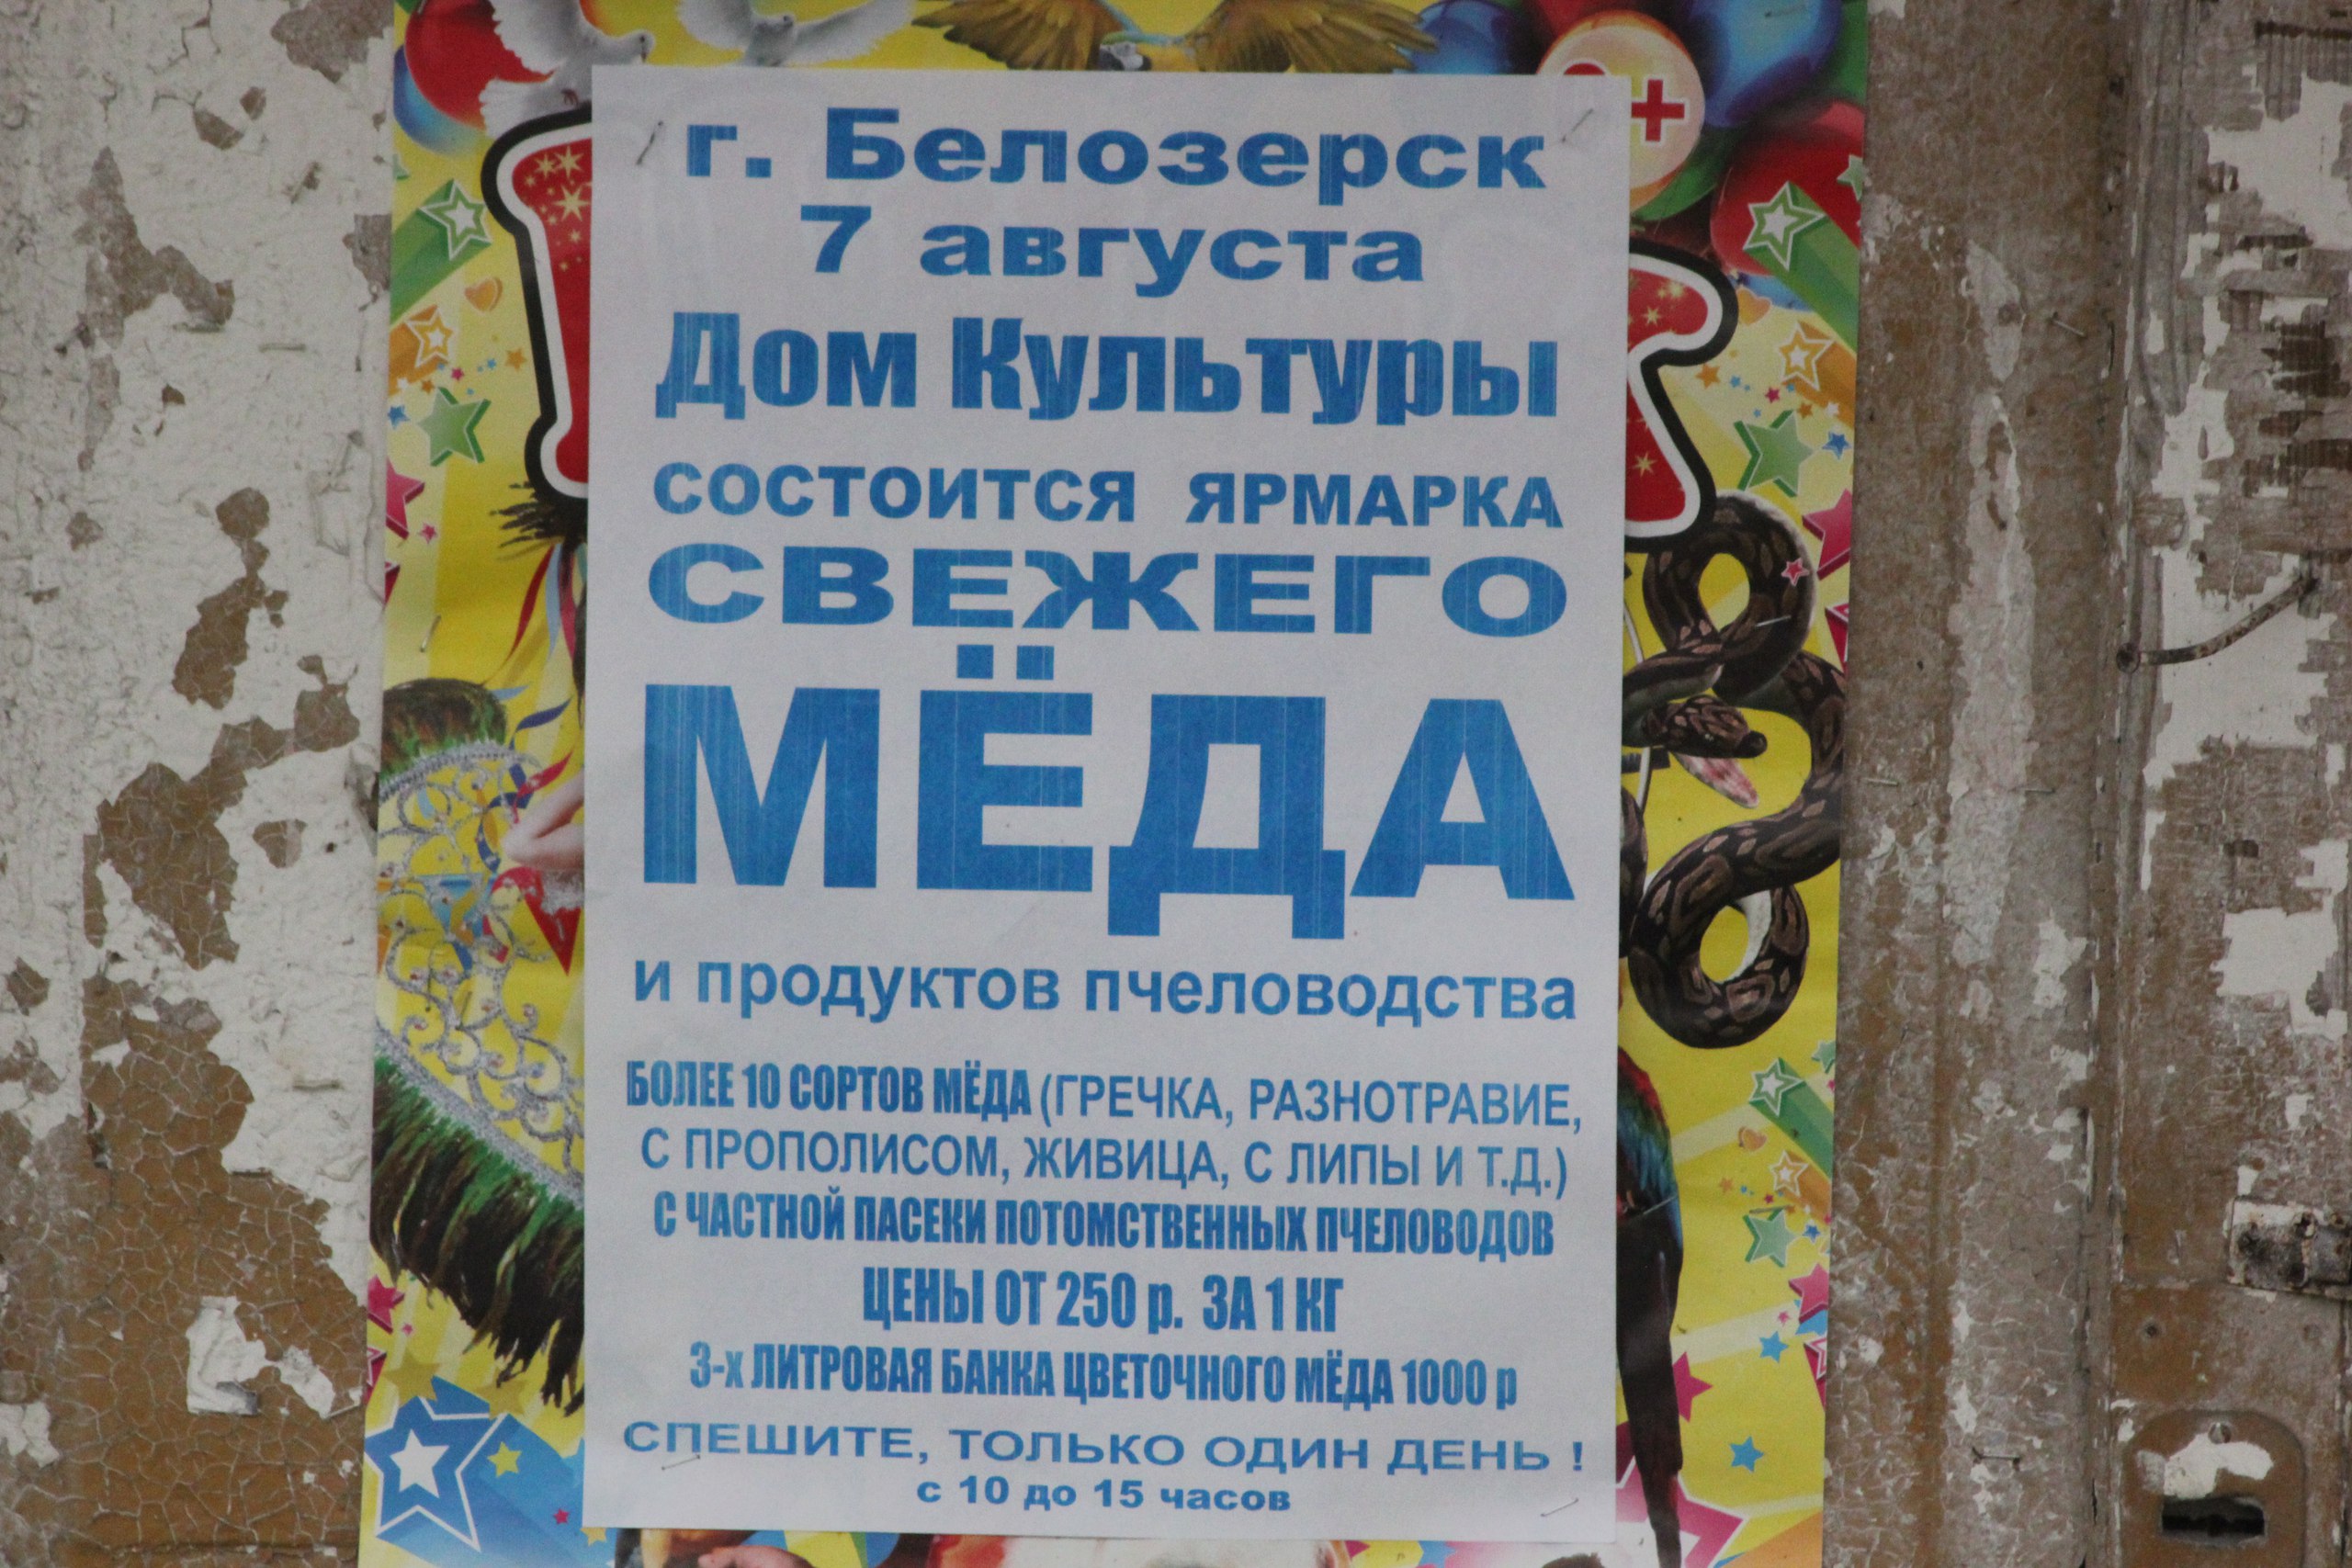 г. Белозерск
7 августа
Дом Культуры
СОСТОИТСЯ ЯРМАРКА
СВЕЖЕГО
МЁДА
и продуктов пчеловодства
БОЛЕЕ 10 СОРТОВ МЁДА (ГРЕЧКА, РАЗНОТРАВИЕ,
С ПРОПОЛИСОМ, ЖИВИЦА, С ЛИПЫ И Т.Д.)
С ЧАСТНОЙ ПАСЕКИ ПОТОМСТВЕННЫХ ПЧЕЛОВОДОВ
ЦЕНЫ ОТ 250 р. ЗА 1 КГ
3-х ЛИТРОВАЯ БАНКА ЦВЕТОЧНОГО МЁДА 1000 р
СПЕШИТЕ, ТОЛЬКО ОДИН ДЕНЬ !
с 10 до 15 часов